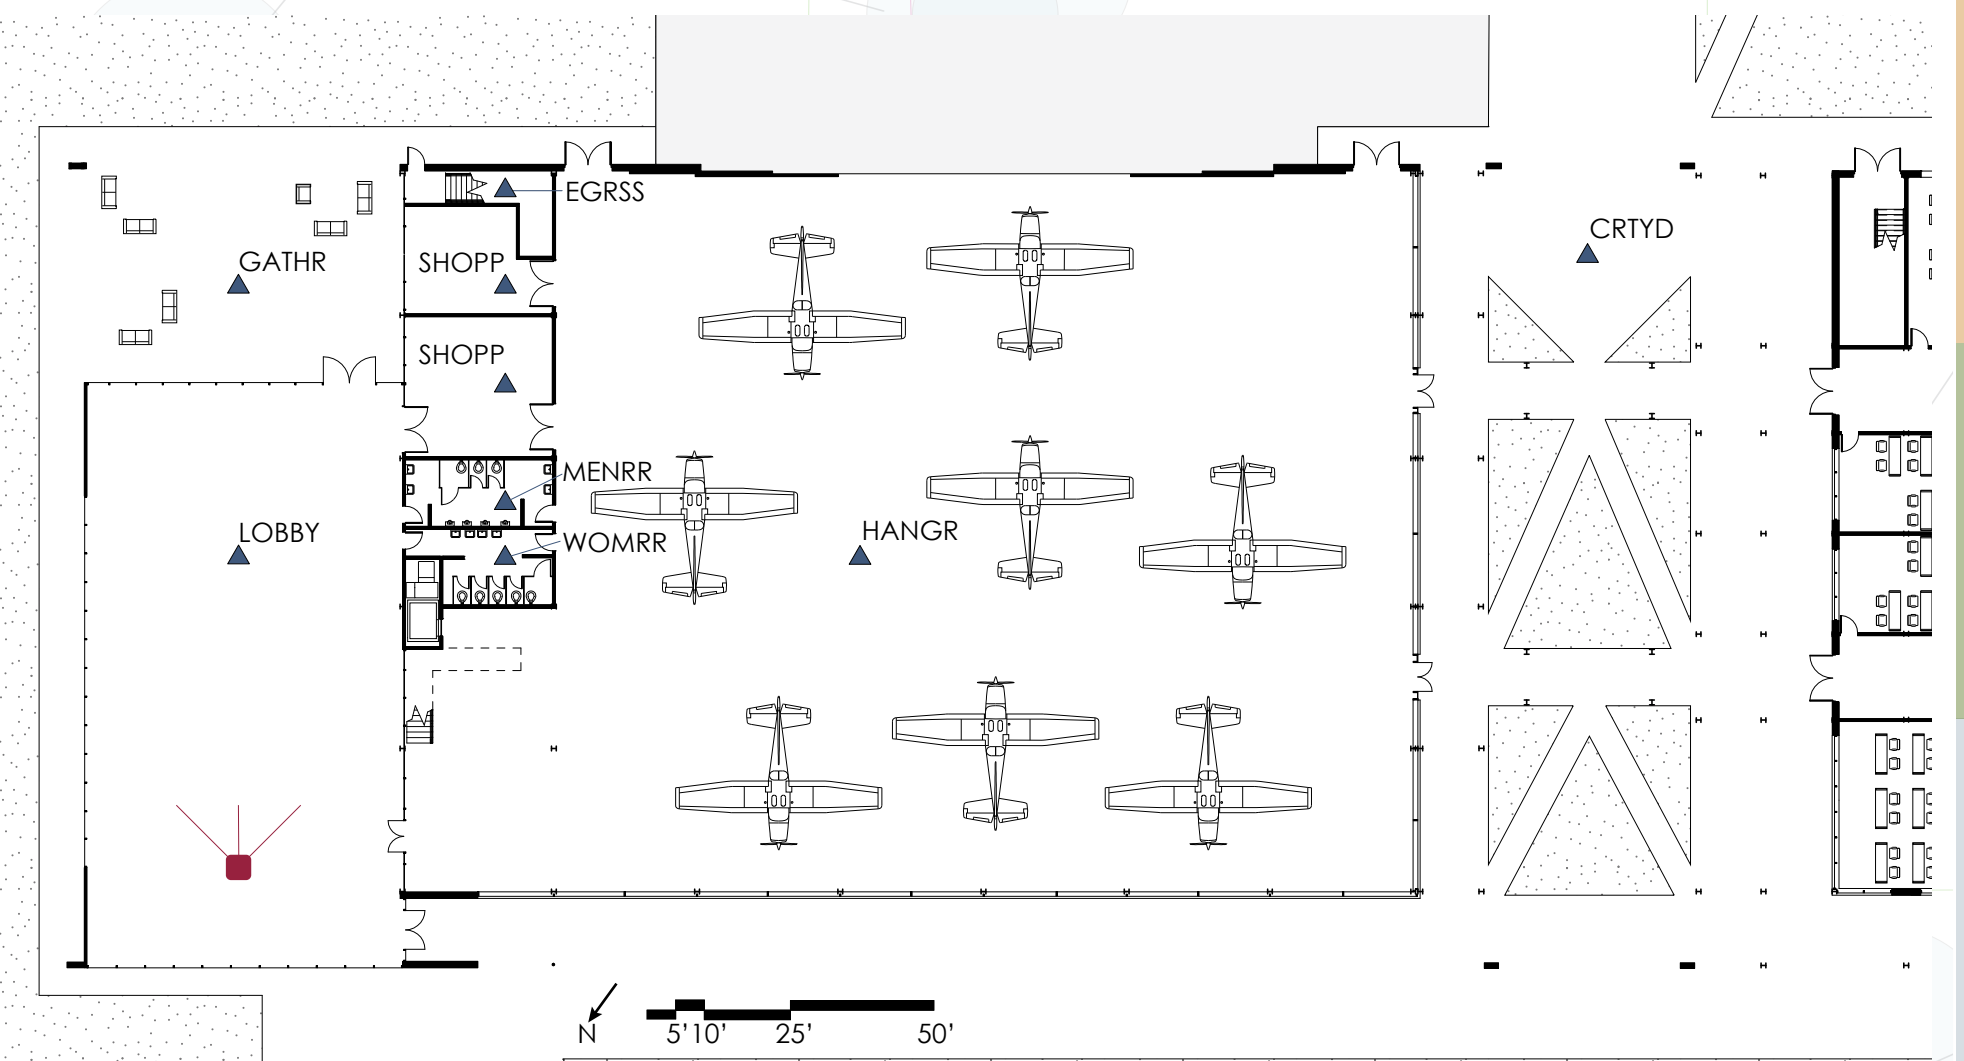 EGRSS
CRTYD
GATHR
SHOPP
SHOPP
MENRR
LOBBY
HANGR
WOMRR
N
5' 10' 25' 50'